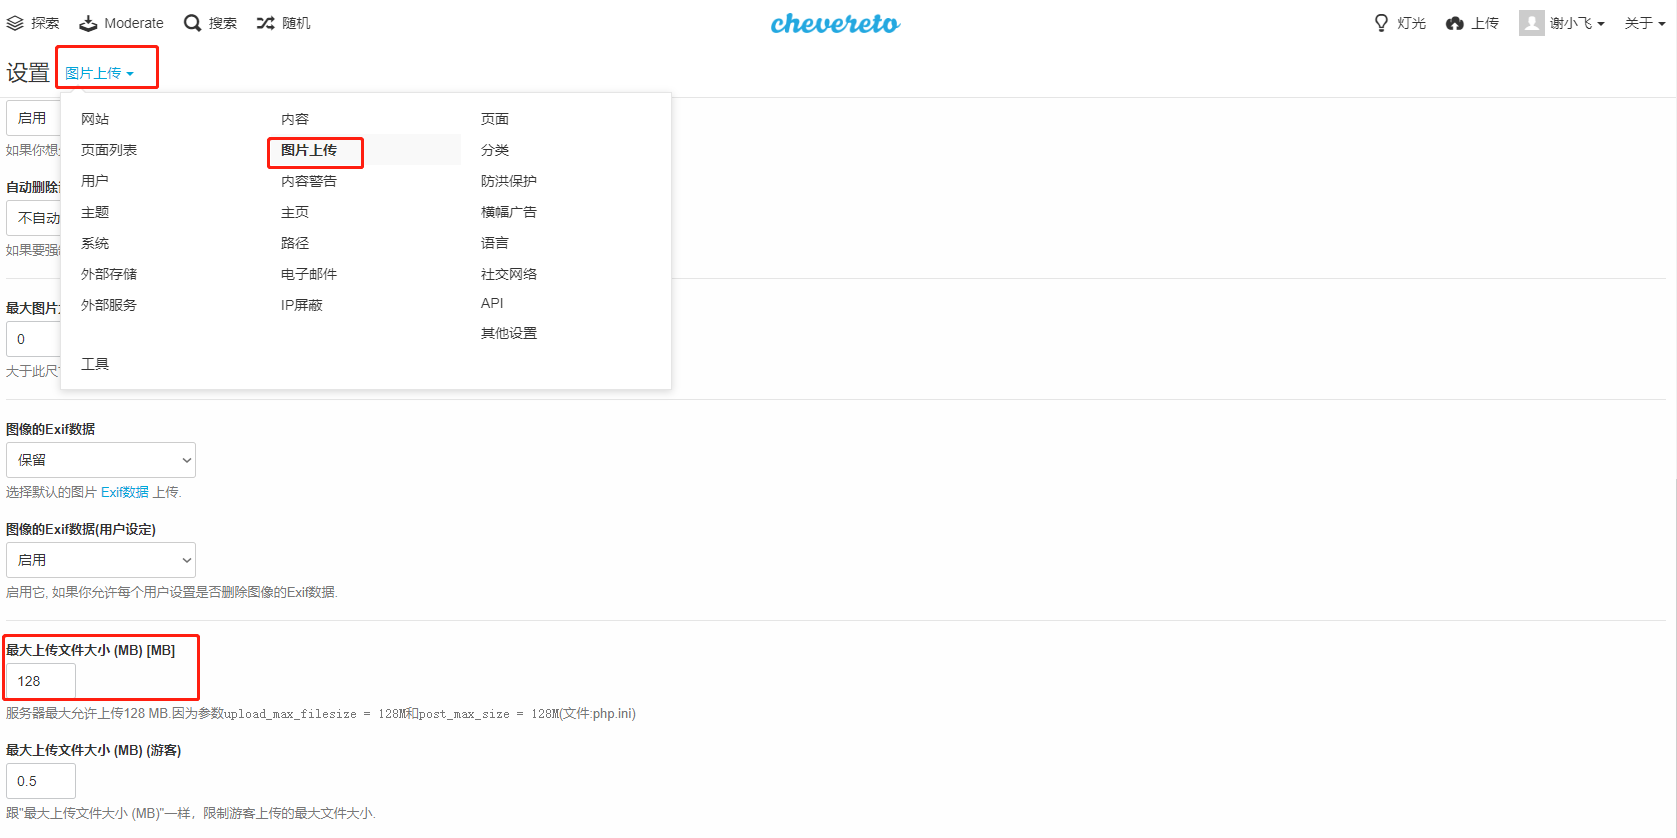 探索 Moderate 搜索 随机 chevereto 灯光 上传 谢小飞 关于
设置 图片上传
网站 内容 页面
页面列表 图片上传 分类
用户 内容警告 防洪保护
主题 主页 横幅广告
系统 路径 语言
外部存储 电子邮件 社交网络
外部服务 IP屏蔽 API
其他设置
工具
启用
如果你想
自动删除
不自动
如果要强
最大图片
0
大于此尺
图像的Exif数据
保留
选择默认的图片 Exif数据 上传.
图像的Exif数据(用户设定)
启用
启用它, 如果你允许每个用户设置是否删除图像的Exif数据.
最大上传文件大小 (MB) [MB]
128
服务器最大允许上传128 MB.因为参数upload_max_filesize = 128M和post_max_size = 128M(文件:php.ini)
最大上传文件大小 (MB) (游客)
0.5
跟"最大上传文件大小 (MB)"一样，限制游客上传的最大文件大小.